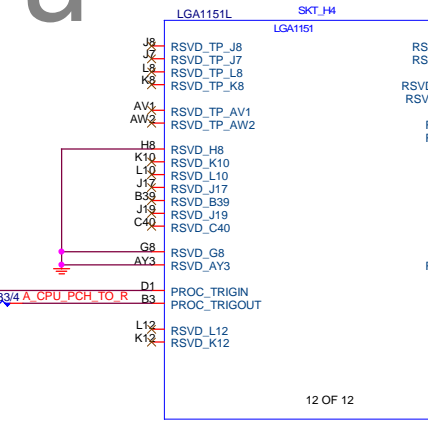 LGA1151L
SKT_H4
LGA1151
J8 RSVD_TP_J8
J7 RSVD_TP_J7
L8 RSVD_TP_L8
K8 RSVD_TP_K8
AV1 RSVD_TP_AV1
AW2 RSVD_TP_AW2
H8 RSVD_H8
K10 RSVD_K10
L10 RSVD_L10
J17 RSVD_J17
B39 RSVD_B39
J19 RSVD_J19
C40 RSVD_C40
G8 RSVD_G8
AY3 RSVD_AY3
D1 PROC_TRIGIN
A_CPU_PCH_TO_R B3 PROC_TRIGOUT
L12 RSVD_L12
K12 RSVD_K12
12 OF 12